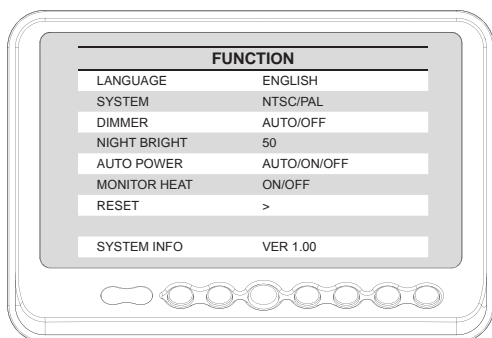 FUNCTION
LANGUAGE ENGLISH
SYSTEM NTSC/PAL
DIMMER AUTO/OFF
NIGHT BRIGHT 50
AUTO POWER AUTO/ON/OFF
MONITOR HEAT ON/OFF
RESET >
SYSTEM INFO VER 1.00